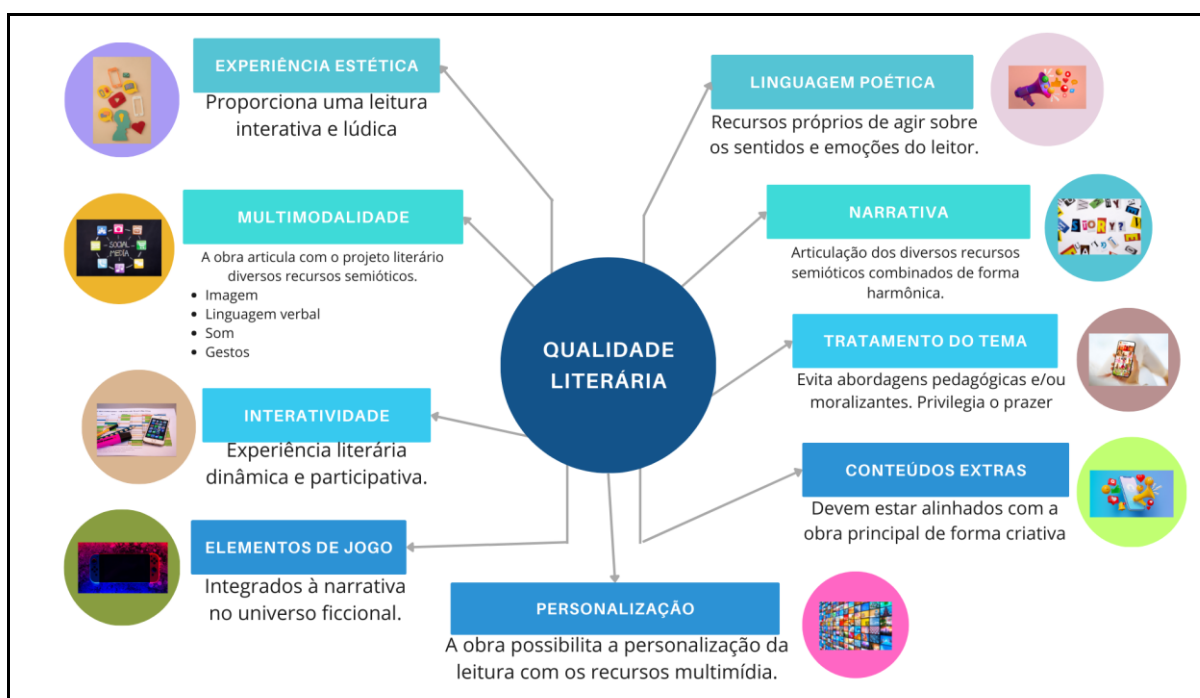 EXPERIÊNCIA ESTÉTICA
Proporciona uma leitura
interativa e lúdica
MULTIMODALIDADE
A obra articula com o projeto literário
diversos recursos semióticos.
• Imagem
• Linguagem verbal
• Som
• Gestos
SOCIAL
MEDIA
INTERATIVIDADE
Experiência literária
dinâmica e participativa.
ELEMENTOS DE JOGO
Integrados à narrativa
no universo ficcional.
QUALIDADE
LITERÁRIA
LINGUAGEM POÉTICA
Recursos próprios de agir sobre
os sentidos e emoções do leitor.
NARRATIVA
Articulação dos diversos recursos
semióticos combinados de forma
harmônica.
STORY?
TRATAMENTO DO TEMA
Evita abordagens pedagógicas e/ou
moralizantes. Privilegia o prazer
CONTEÚDOS EXTRAS
Devem estar alinhados com a
obra principal de forma criativa
PERSONALIZAÇÃO
A obra possibilita a personalização da
leitura com os recursos multimídia.